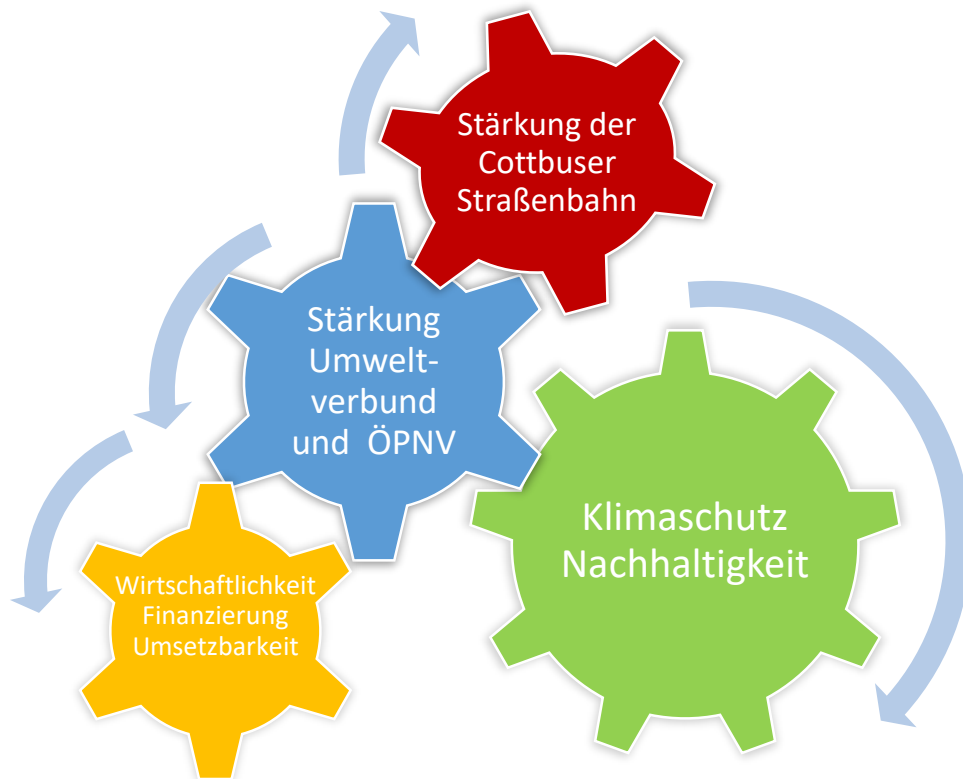 Stärkung der
Cottbuser
Straßenbahn
Stärkung
Umwelt-
verbund
und ÖPNV
Klimaschutz
Nachhaltigkeit
Wirtschaftlichkeit
Finanzierung
Umsetzbarkeit